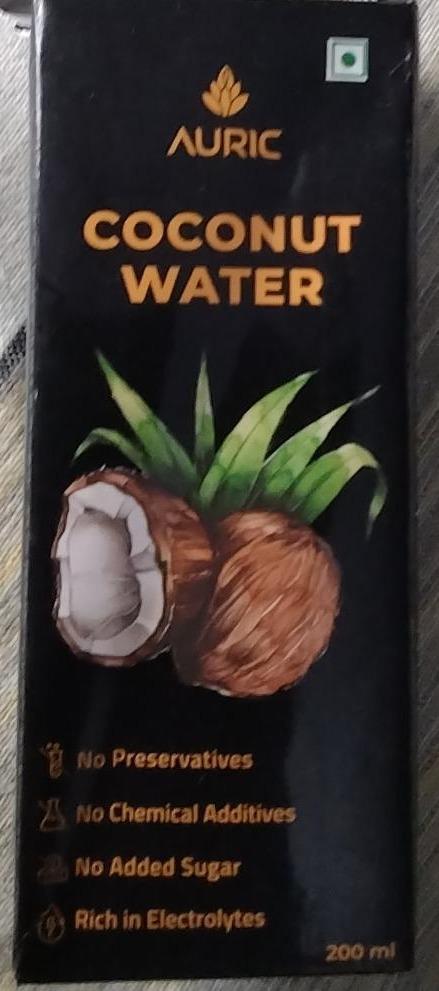 AURIC
COCONUT
WATER
No Preservatives
No Chemical Additives
No Added Sugar
Rich in Electrolytes
200 ml